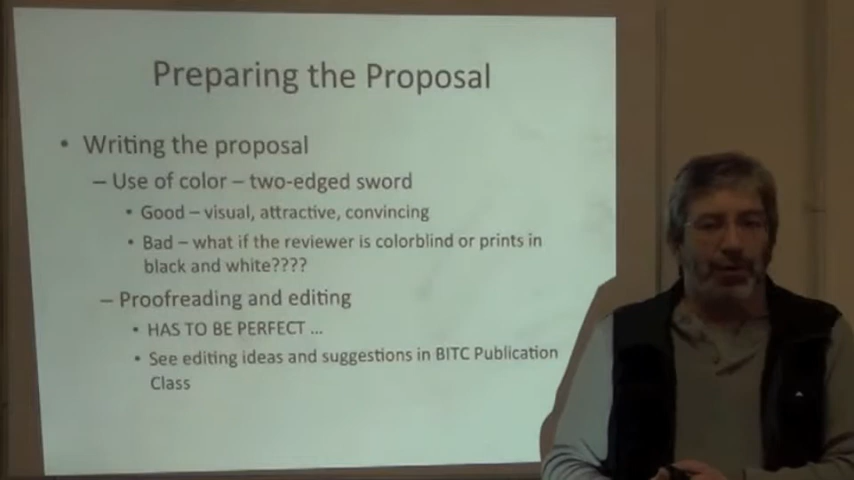 Preparing the Proposal
• Writing the proposal
– Use of color – two-edged sword
• Good – visual, attractive, convincing
• Bad – what if the reviewer is colorblind or prints in
black and white????
– Proofreading and editing
• HAS TO BE PERFECT ...
• See editing ideas and suggestions in BITC Publication
Class